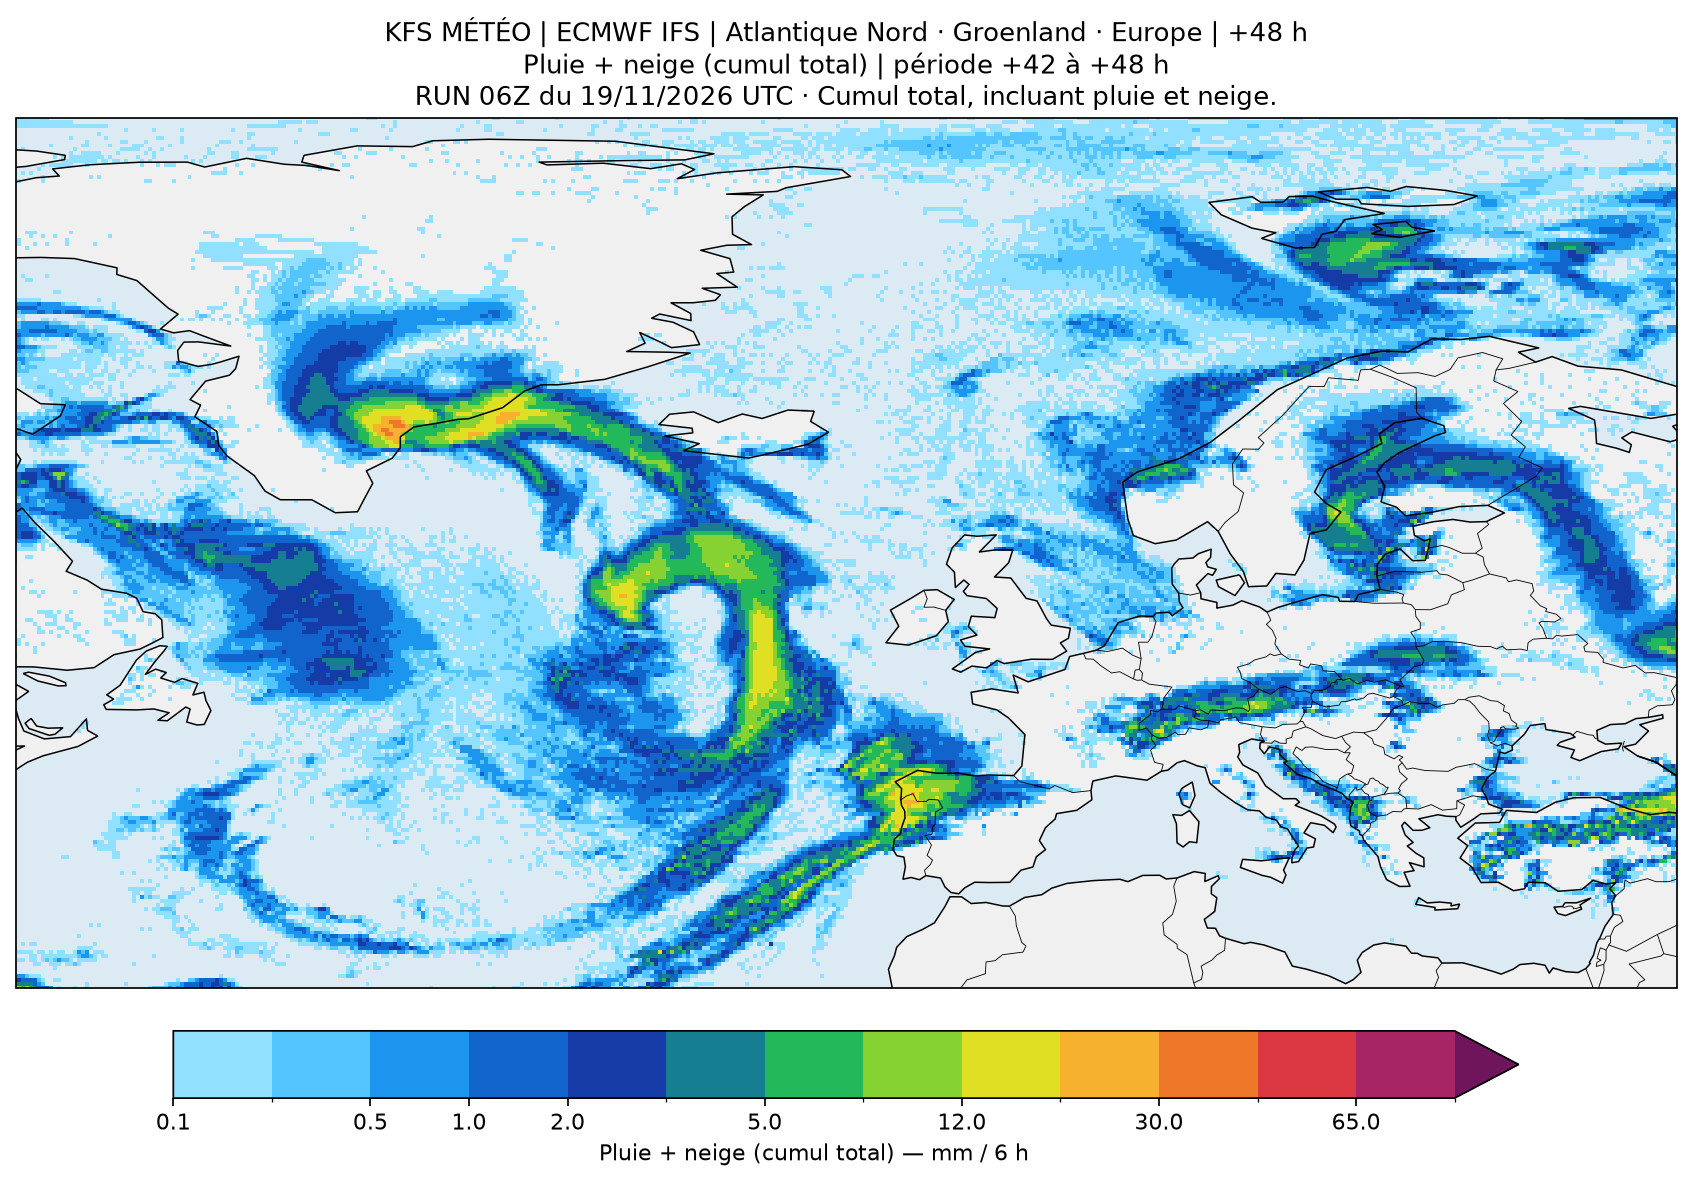 KFS MÉTÉO | ECMWF IFS | Atlantique Nord · Groenland · Europe | +48 h
Pluie + neige (cumul total) | période +42 à +48 h
RUN 06Z du 19/11/2026 UTC · Cumul total, incluant pluie et neige.
0.1 0.5 1.0 2.0 5.0 12.0 30.0 65.0
Pluie + neige (cumul total) — mm / 6 h